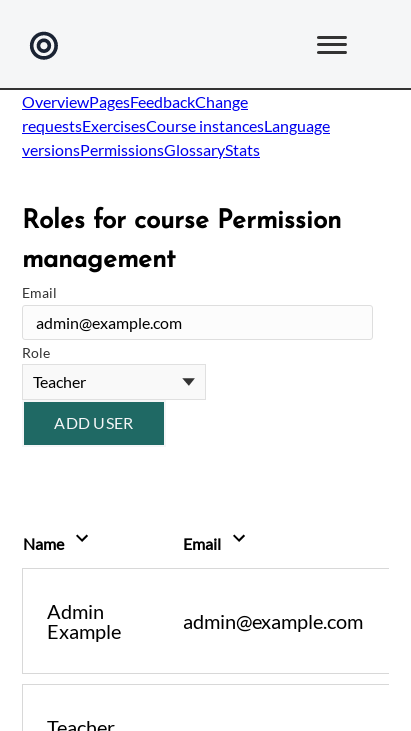 OverviewPagesFeedbackChange
requestsExercisesCourse instancesLanguage
versionsPermissionsGlossaryStats
Roles for course Permission
management
Email
admin@example.com
Role
Teacher
ADD USER
Name Email
Admin
Example
admin@example.com
Teacher